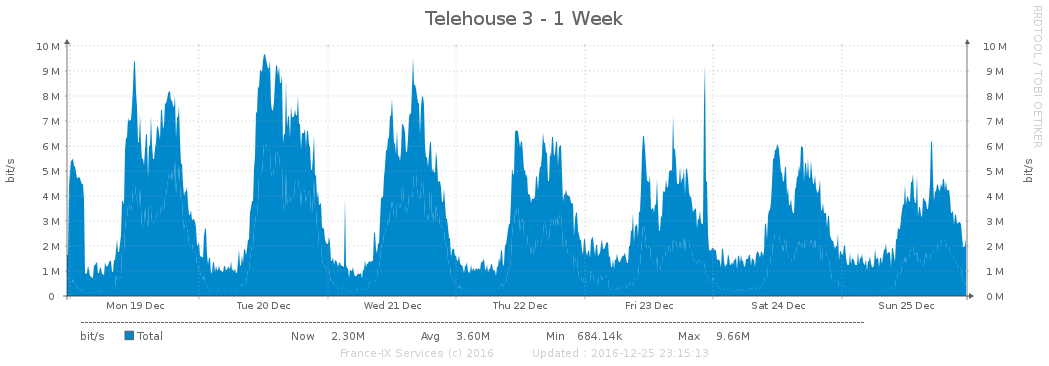 Telehouse 3 - 1 Week
RRDTOOL / TOBI OETIKER
10 M 10 M
9 M 9 M
8 M 8 M
7 M 7 M
6 M 6 M
5 M 5 M
4 M 4 M
3 M 3 M
2 M 2 M
1 M 1 M
0 0 M
bit/s bit/s
Mon 19 Dec Tue 20 Dec Wed 21 Dec Thu 22 Dec Fri 23 Dec Sat 24 Dec Sun 25 Dec
bit/s Total Now 2.30M Avg 3.60M Min 684.14k Max 9.66M
France-IX Services (c) 2016 Updated : 2016-12-25 23:15:13